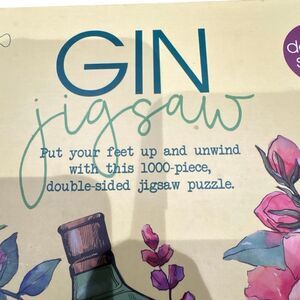 GIN
jigsaw
Put your feet up and unwind
with this 1000-piece,
double-sided jigsaw puzzle.